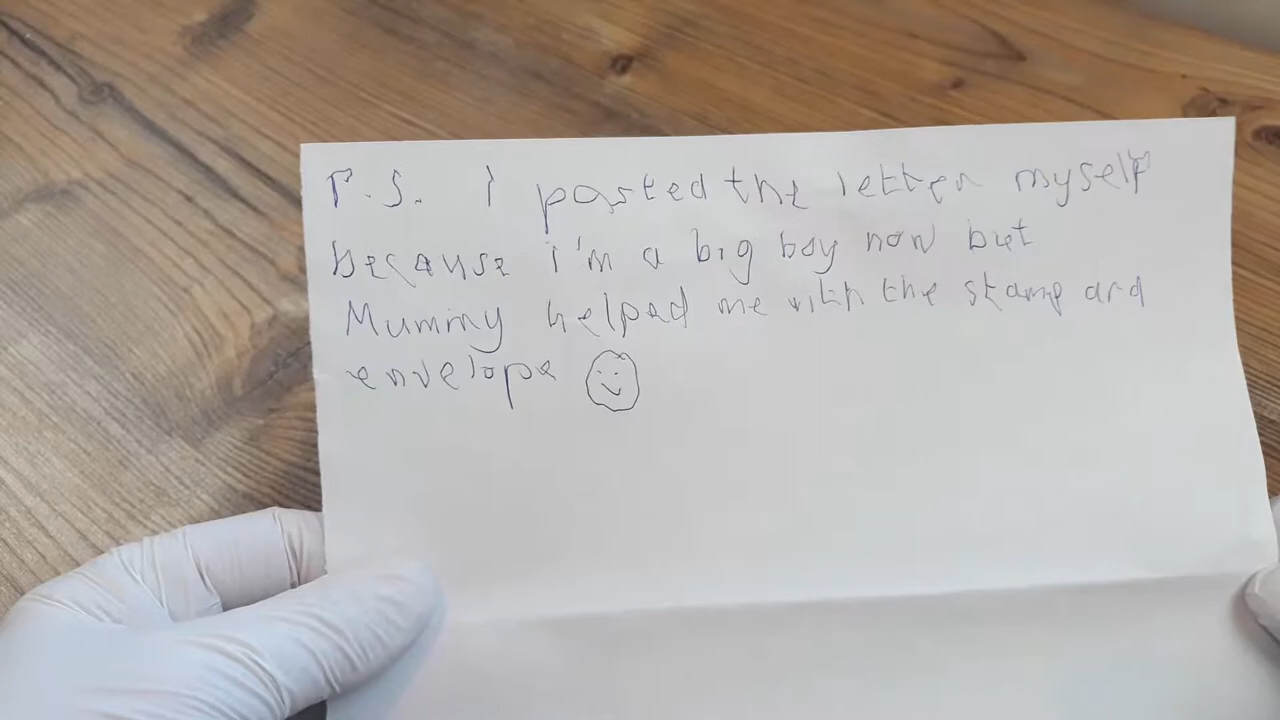 P.S. I posted the letter myself
because i'm a big boy now but
Mummy helped me with the stamp and
envelope